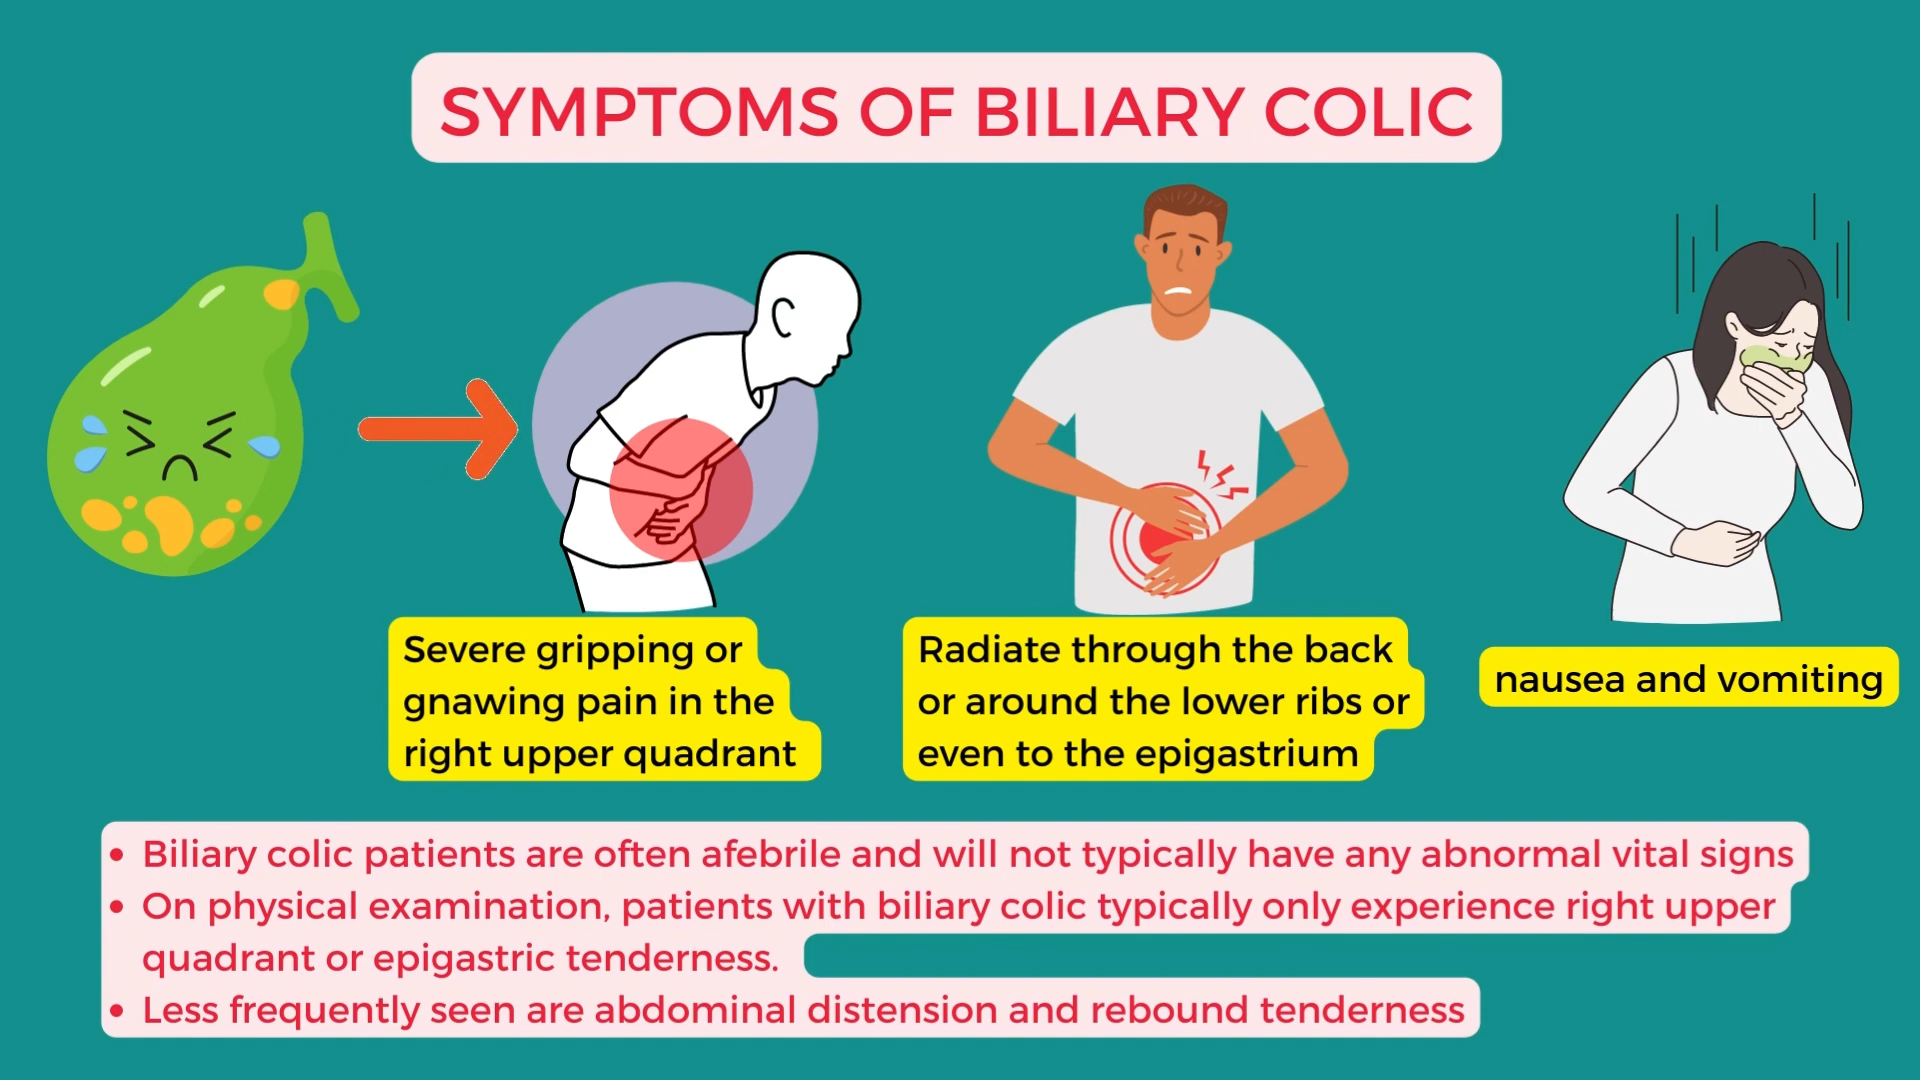 SYMPTOMS OF BILIARY COLIC
Severe gripping or
gnawing pain in the
right upper quadrant
Radiate through the back
or around the lower ribs or
even to the epigastrium
nausea and vomiting
• Biliary colic patients are often afebrile and will not typically have any abnormal vital signs
• On physical examination, patients with biliary colic typically only experience right upper
quadrant or epigastric tenderness.
• Less frequently seen are abdominal distension and rebound tenderness